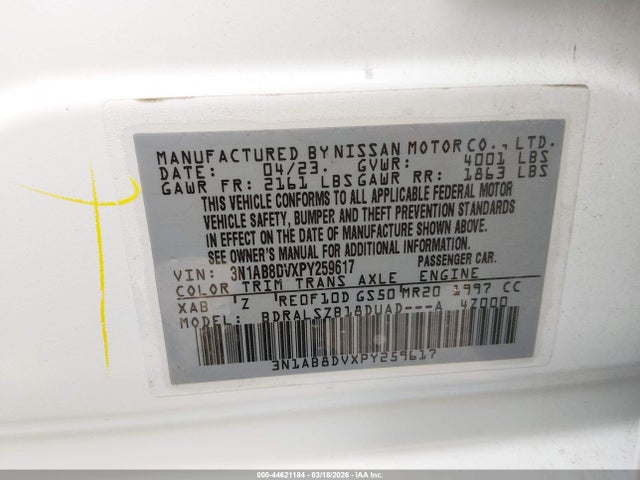 MANUFACTURED BY NISSAN MOTOR CO., LTD.
DATE: 04/23. GVWR: 4001 LBS
GAWR FR: 2161 LBS GAWR RR: 1863 LBS
THIS VEHICLE CONFORMS TO ALL APPLICABLE FEDERAL MOTOR
VEHICLE SAFETY, BUMPER AND THEFT PREVENTION STANDARDS
IN EFFECT ON THE DATE OF MANUFACTURE SHOWN ABOVE.
SEE OWNER'S MANUAL FOR ADDITIONAL INFORMATION.
VIN: 3N1AB8DVXPY259617 PASSENGER CAR.
COLOR TRIM TRANS AXLE ENGINE
XAB Z RE0F10D GS50 MR20 1997 CC
MODEL: BDRALSZB18DUAD---A 42000
3N1AB8DVXPY259617
000-44621184 - 03/18/2026 - IAA Inc.